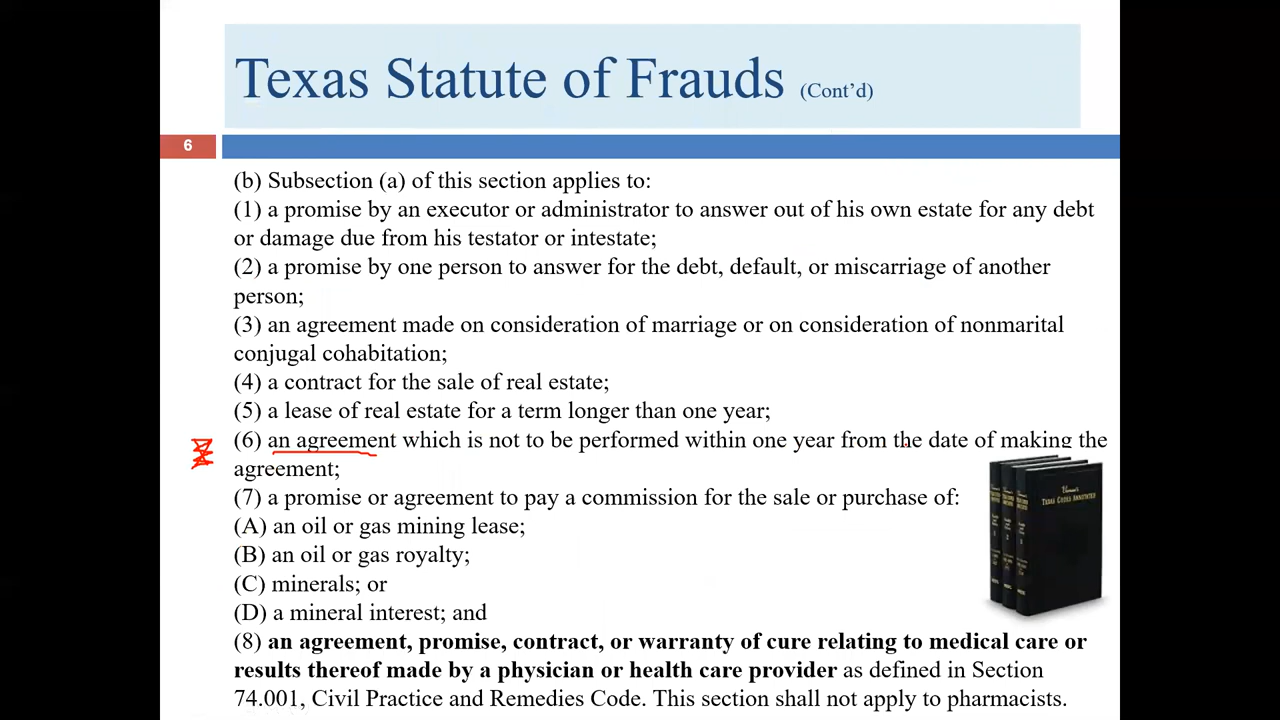 Texas Statute of Frauds (Cont’d)
6
(b) Subsection (a) of this section applies to:
(1) a promise by an executor or administrator to answer out of his own estate for any debt
or damage due from his testator or intestate;
(2) a promise by one person to answer for the debt, default, or miscarriage of another
person;
(3) an agreement made on consideration of marriage or on consideration of nonmarital
conjugal cohabitation;
(4) a contract for the sale of real estate;
(5) a lease of real estate for a term longer than one year;
(6) an agreement which is not to be performed within one year from the date of making the
agreement;
(7) a promise or agreement to pay a commission for the sale or purchase of:
(A) an oil or gas mining lease;
(B) an oil or gas royalty;
(C) minerals; or
(D) a mineral interest; and
(8) an agreement, promise, contract, or warranty of cure relating to medical care or
results thereof made by a physician or health care provider as defined in Section
74.001, Civil Practice and Remedies Code. This section shall not apply to pharmacists.
TEXAS CODES ANNOTATED